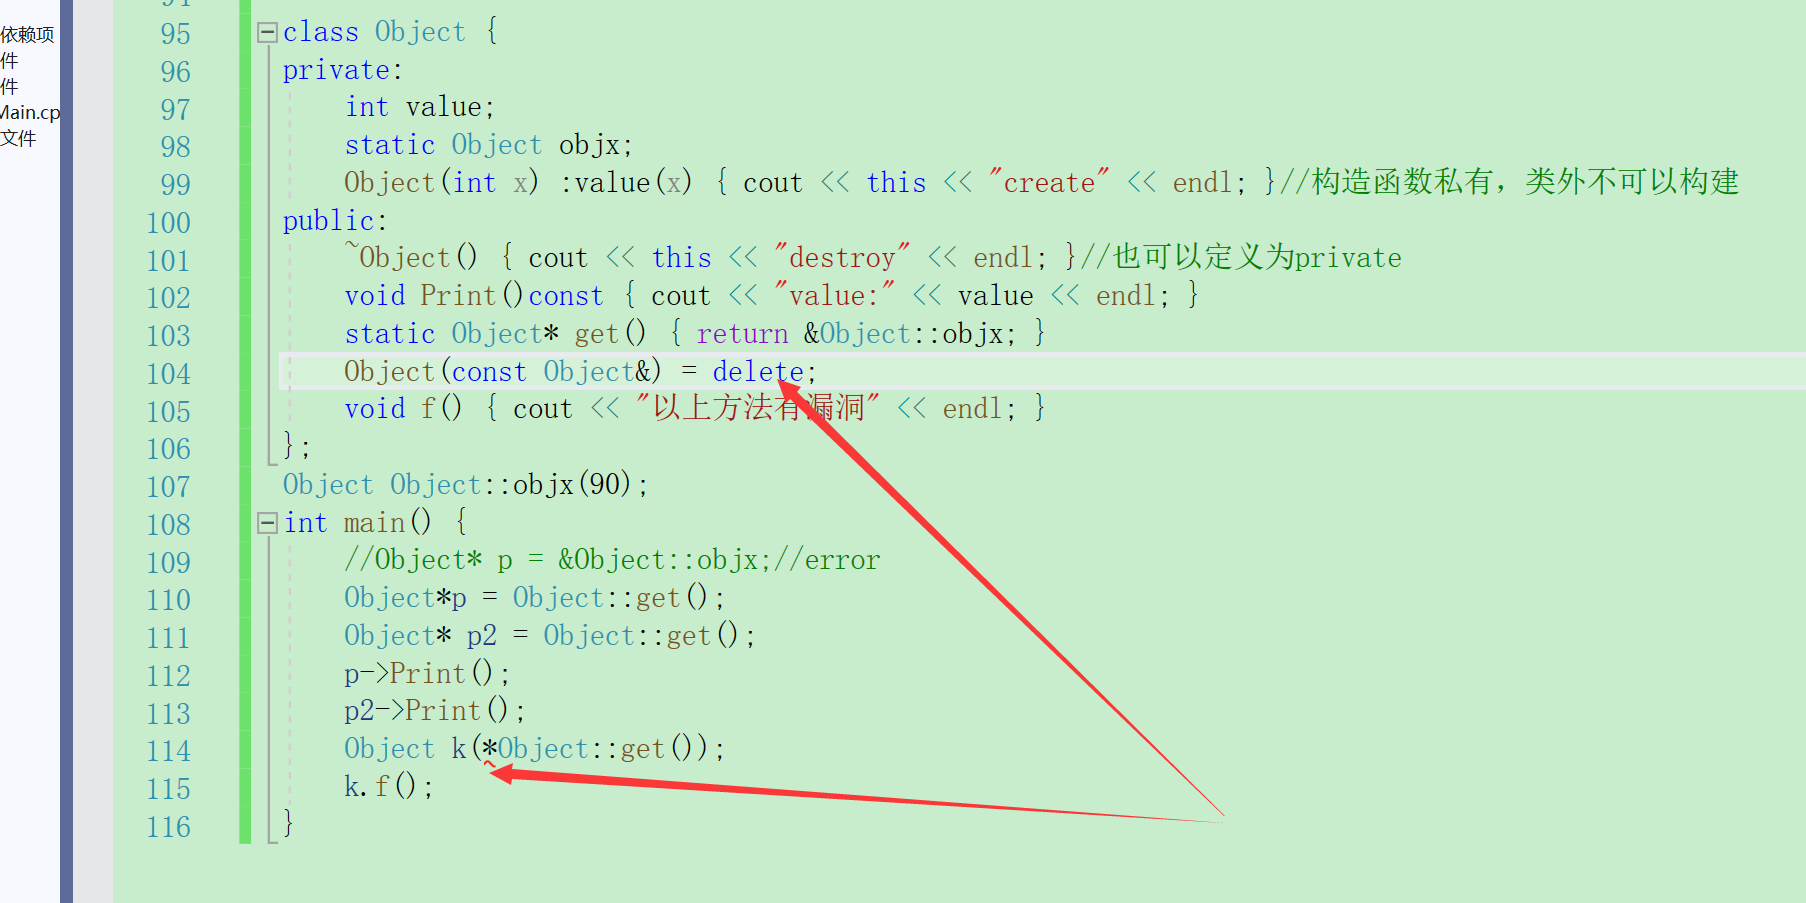 94
依赖项
件
件
Main.cp
文件
95 class Object {
96 private:
97 int value;
98 static Object objx;
99 Object(int x) :value(x) { cout << this << "create" << endl; }//构造函数私有，类外不可以构建
100 public:
101 ~Object() { cout << this << "destroy" << endl; }//也可以定义为private
102 void Print()const { cout << "value:" << value << endl; }
103 static Object* get() { return &Object::objx; }
104 Object(const Object&) = delete;
105 void f() { cout << "以上方法有漏洞" << endl; }
106 };
107 Object Object::objx(90);
108 int main() {
109 //Object* p = &Object::objx;//error
110 Object*p = Object::get();
111 Object* p2 = Object::get();
112 p->Print();
113 p2->Print();
114 Object k(*Object::get());
115 k.f();
116 }